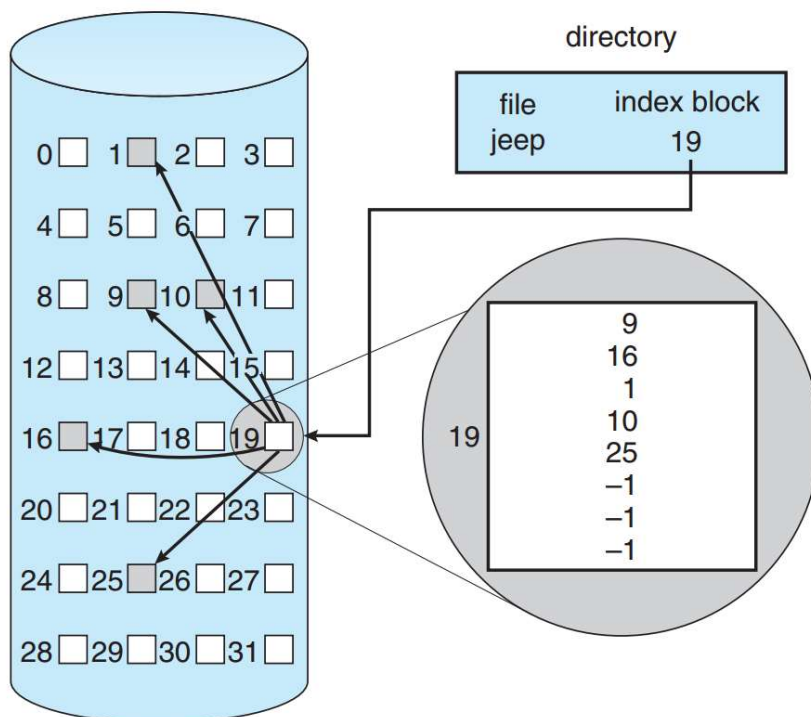 directory
file index block
jeep 19
0 1 2 3
4 5 6 7
8 9 10 11
12 13 14 15
16 17 18 19
20 21 22 23
24 25 26 27
28 29 30 31
19
9
16
1
10
25
–1
–1
–1